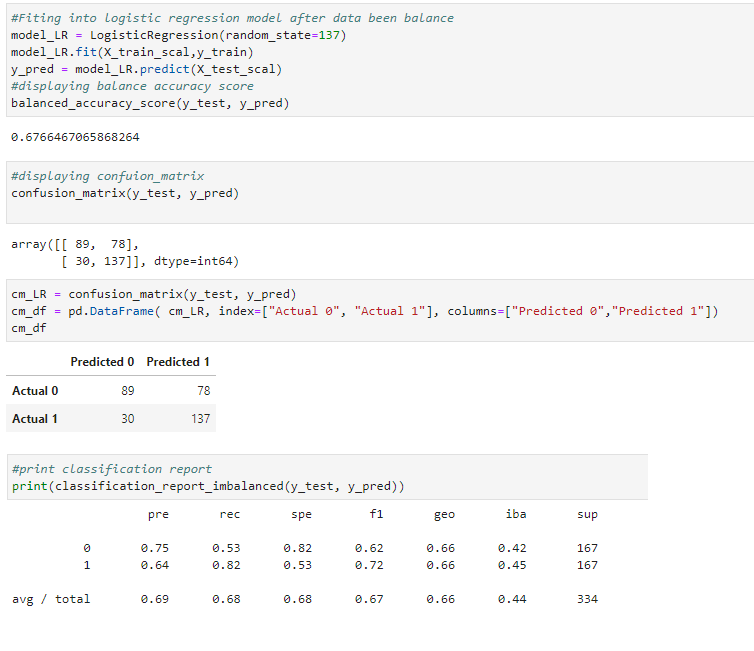 #Fiting into logistic regression model after data been balance
model_LR = LogisticRegression(random_state=137)
model_LR.fit(X_train_scal,y_train)
y_pred = model_LR.predict(X_test_scal)
#displaying balance accuracy score
balanced_accuracy_score(y_test, y_pred)
0.6766467065868264
#displaying confuion_matrix
confusion_matrix(y_test, y_pred)
array([[ 89,  78],
       [ 30, 137]], dtype=int64)
cm_LR = confusion_matrix(y_test, y_pred)
cm_df = pd.DataFrame( cm_LR, index=["Actual 0", "Actual 1"], columns=["Predicted 0","Predicted 1"])
cm_df
Predicted 0 Predicted 1
Actual 0 89 78
Actual 1 30 137
#print classification report
print(classification_report_imbalanced(y_test, y_pred))
pre rec spe f1 geo iba sup
0 0.75 0.53 0.82 0.62 0.66 0.42 167
1 0.64 0.82 0.53 0.72 0.66 0.45 167
avg / total 0.69 0.68 0.68 0.67 0.66 0.44 334